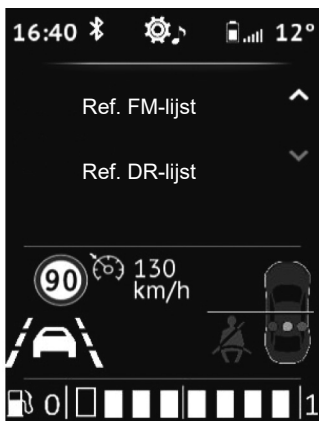 16:40 12°
Ref. FM-lijst
Ref. DR-lijst
90 130
km/h
0 1